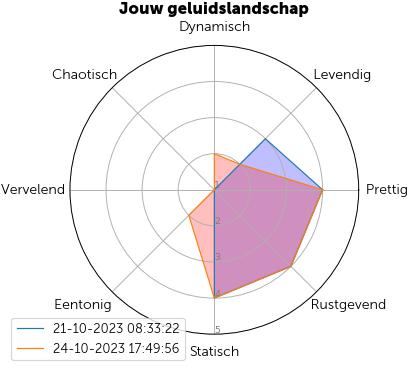 Jouw geluidslandschap
Dynamisch
Chaotisch
Levendig
Vervelend
Prettig
1
2
3
4
Eentonig
Rustgevend
21-10-2023 08:33:22
5
24-10-2023 17:49:56
Statisch